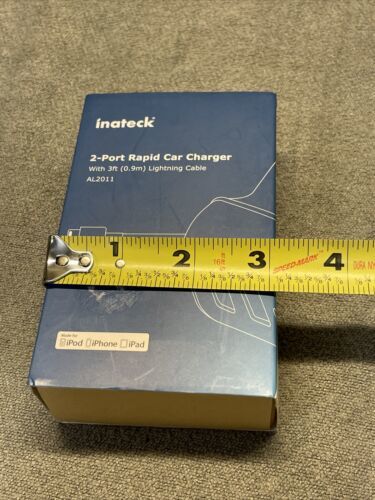 inateck
2-Port Rapid Car Charger
With 3ft (0.9m) Lightning Cable
AL2011
1 2 3 4
16ft
SPEED-MARK
DURA
Made for
iPod iPhone iPad